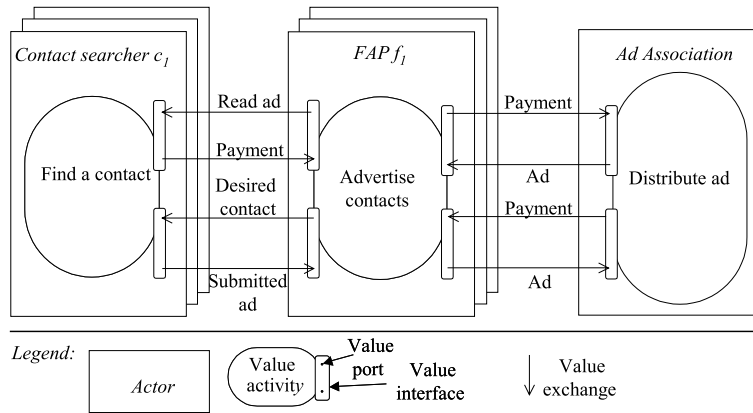 Contact searcher c1
FAP f1
Ad Association
Read ad
Payment
Payment
Ad
Find a contact
Advertise
contacts
Distribute ad
Desired
contact
Payment
Submitted
ad
Ad
Legend:
Actor
Value
activity
Value
port
Value
interface
Value
exchange